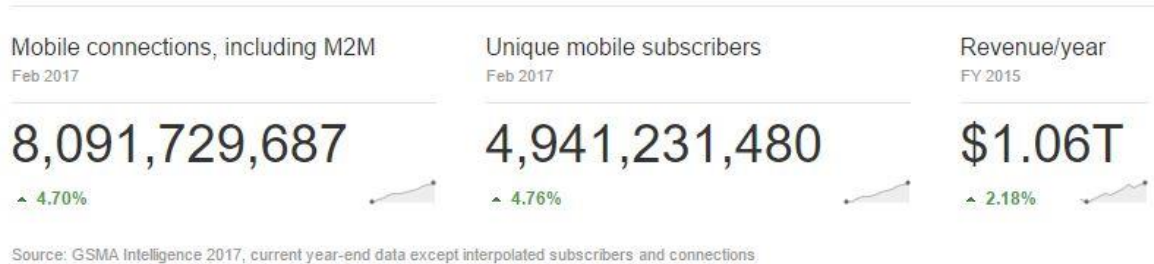 Mobile connections, including M2M
Feb 2017
8,091,729,687
4.70%
Unique mobile subscribers
Feb 2017
4,941,231,480
4.76%
Revenue/year
FY 2015
$1.06T
2.18%
Source: GSMA Intelligence 2017, current year-end data except interpolated subscribers and connections